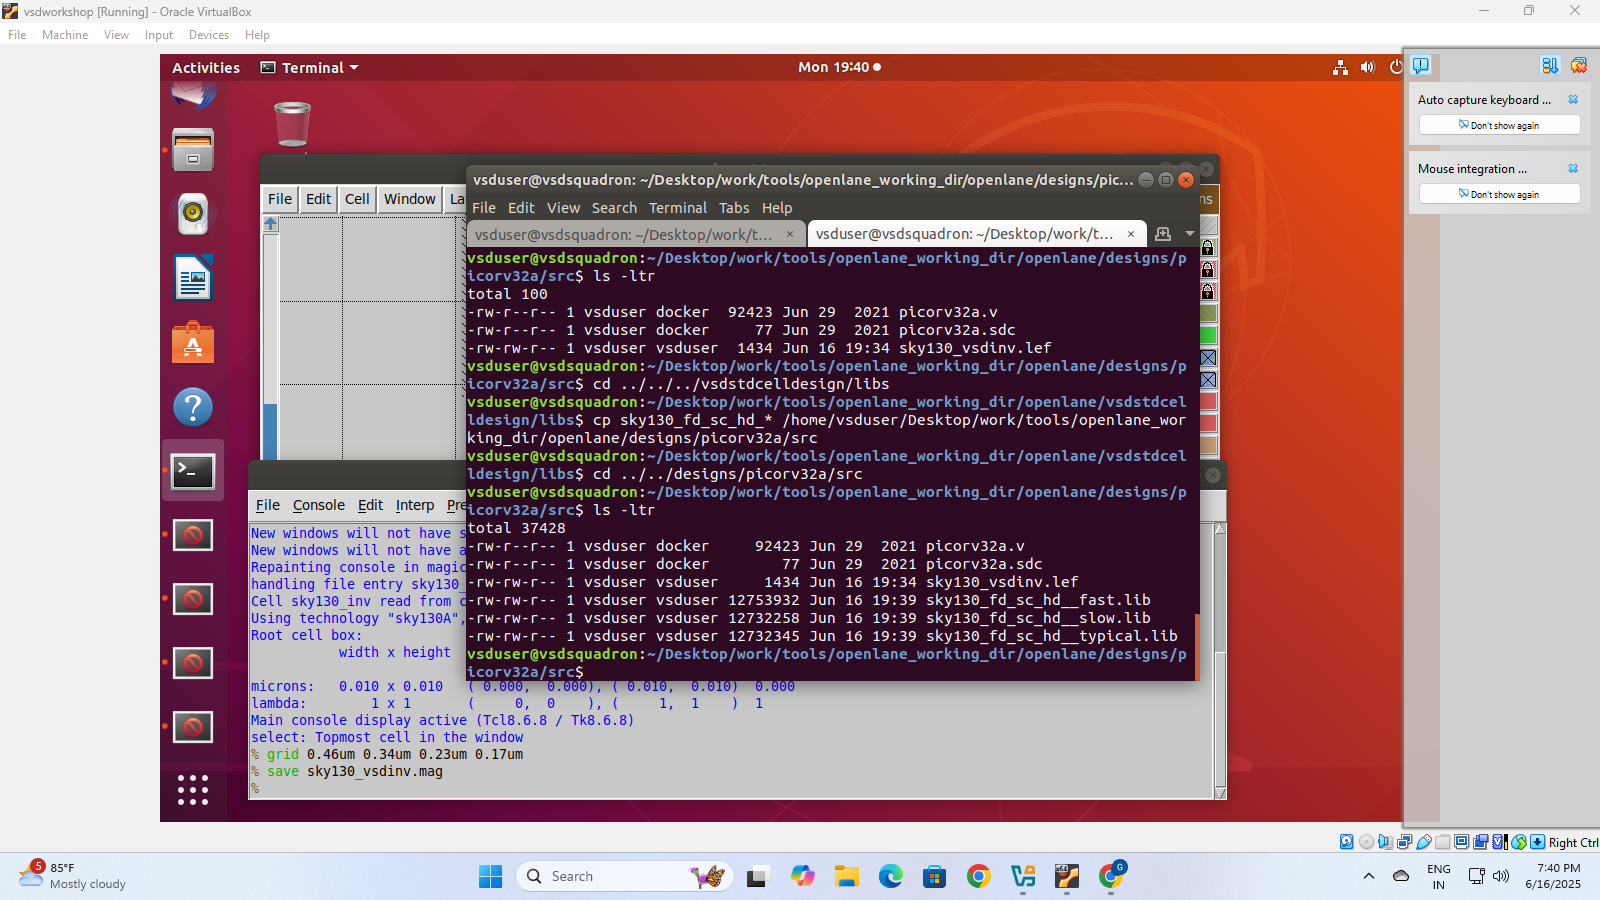 vsdworkshop [Running] - Oracle VirtualBox
File Machine View Input Devices Help
Activities Terminal Mon 19:40
Auto capture keyboard ...
Don't show again
Mouse integration ...
Don't show again
File Edit Cell Window La
ns
vsduser@vsdsquadron: ~/Desktop/work/tools/openlane_working_dir/openlane/designs/pic...
File Edit View Search Terminal Tabs Help
vsduser@vsdsquadron: ~/Desktop/work/t... × vsduser@vsdsquadron: ~/Desktop/work/t... ×
vsduser@vsdsquadron:~/Desktop/work/tools/openlane_working_dir/openlane/designs/p
icorv32a/src$ ls -ltr
total 100
-rw-r--r-- 1 vsduser docker 92423 Jun 29 2021 picorv32a.v
-rw-r--r-- 1 vsduser docker 77 Jun 29 2021 picorv32a.sdc
-rw-rw-r-- 1 vsduser vsduser 1434 Jun 16 19:34 sky130_vsdinv.lef
vsduser@vsdsquadron:~/Desktop/work/tools/openlane_working_dir/openlane/designs/p
icorv32a/src$ cd ../../../vsdstdcelldesign/libs
vsduser@vsdsquadron:~/Desktop/work/tools/openlane_working_dir/openlane/vsdstdcel
ldesign/libs$ cp sky130_fd_sc_hd_* /home/vsduser/Desktop/work/tools/openlane_wor
king_dir/openlane/designs/picorv32a/src
vsduser@vsdsquadron:~/Desktop/work/tools/openlane_working_dir/openlane/vsdstdcel
ldesign/libs$ cd ../../designs/picorv32a/src
vsduser@vsdsquadron:~/Desktop/work/tools/openlane_working_dir/openlane/designs/p
icorv32a/src$ ls -ltr
total 37428
-rw-r--r-- 1 vsduser docker 92423 Jun 29 2021 picorv32a.v
-rw-r--r-- 1 vsduser docker 77 Jun 29 2021 picorv32a.sdc
-rw-rw-r-- 1 vsduser vsduser 1434 Jun 16 19:34 sky130_vsdinv.lef
-rw-rw-r-- 1 vsduser vsduser 12753932 Jun 16 19:39 sky130_fd_sc_hd__fast.lib
-rw-rw-r-- 1 vsduser vsduser 12732258 Jun 16 19:39 sky130_fd_sc_hd__slow.lib
-rw-rw-r-- 1 vsduser vsduser 12732345 Jun 16 19:39 sky130_fd_sc_hd__typical.lib
vsduser@vsdsquadron:~/Desktop/work/tools/openlane_working_dir/openlane/designs/p
icorv32a/src$
File Console Edit Interp Pre
New windows will not have s
New windows will not have a
Repainting console in magic
handling file entry sky130_
Cell sky130_inv read from c
Using technology "sky130A",
Root cell box:
width x height
microns: 0.010 x 0.010 ( 0.000, 0.000), ( 0.010, 0.010) 0.000
lambda: 1 x 1 ( 0, 0 ), ( 1, 1 ) 1
Main console display active (Tcl8.6.8 / Tk8.6.8)
select: Topmost cell in the window
% grid 0.46um 0.34um 0.23um 0.17um
% save sky130_vsdinv.mag
%
Right Ctrl
5
85°F
Mostly cloudy
Search
G
ENG
IN
7:40 PM
6/16/2025